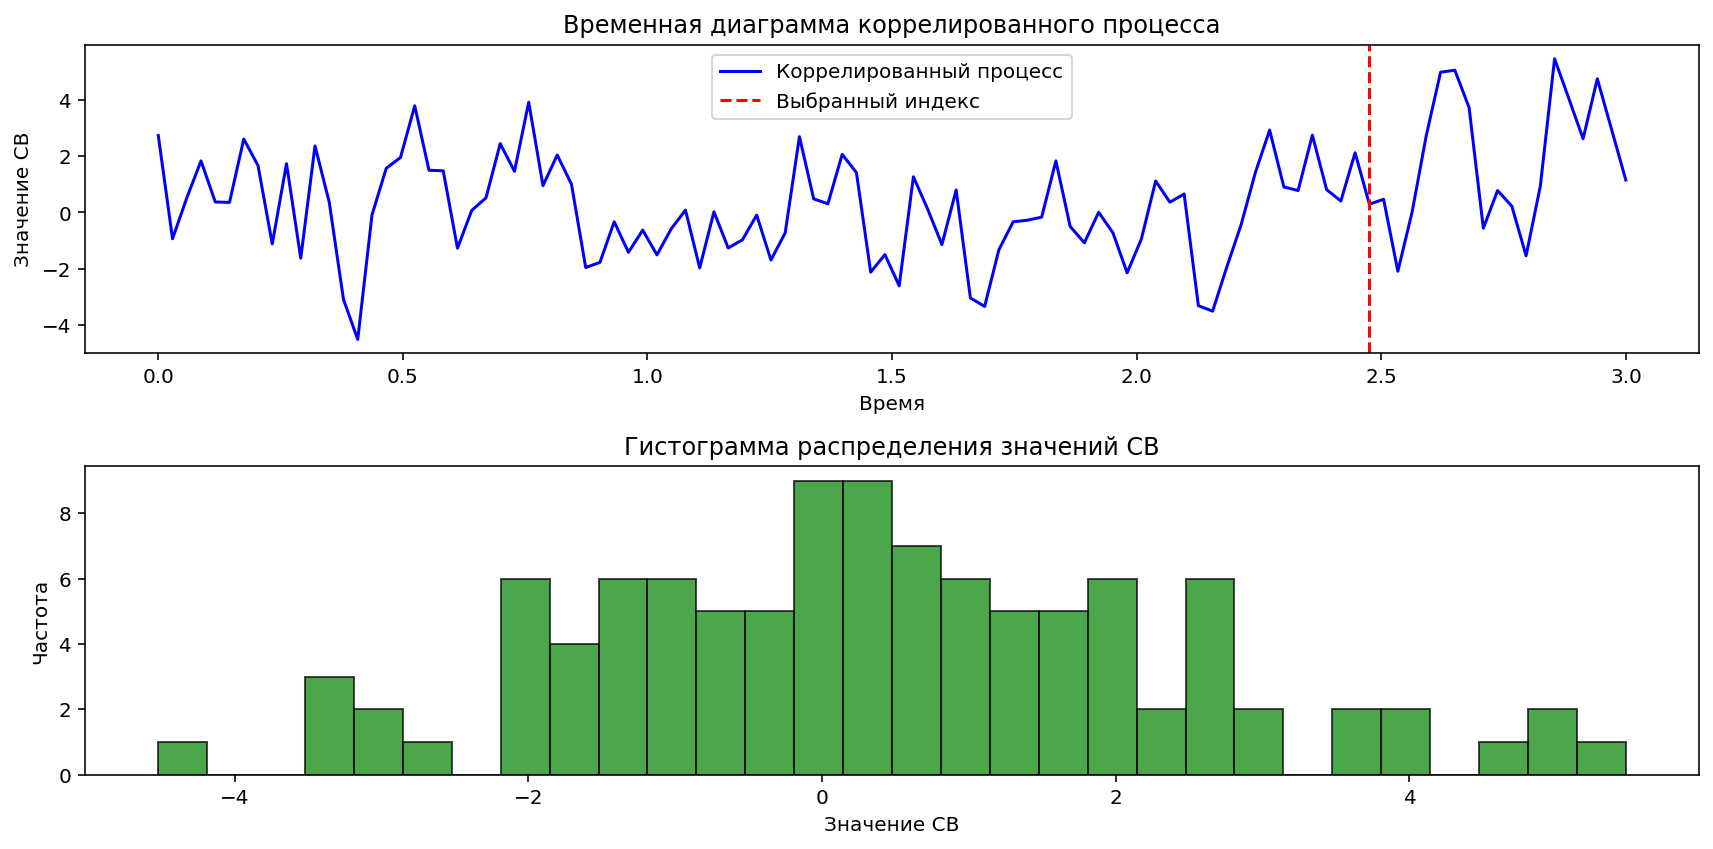 Временная диаграмма коррелированного процесса
Коррелированный процесс
Выбранный индекс
Значение СВ
4
2
0
−2
−4
0.0 0.5 1.0 1.5 2.0 2.5 3.0
Время
Гистограмма распределения значений СВ
Частота
8
6
4
2
0
−4 −2 0 2 4
Значение СВ